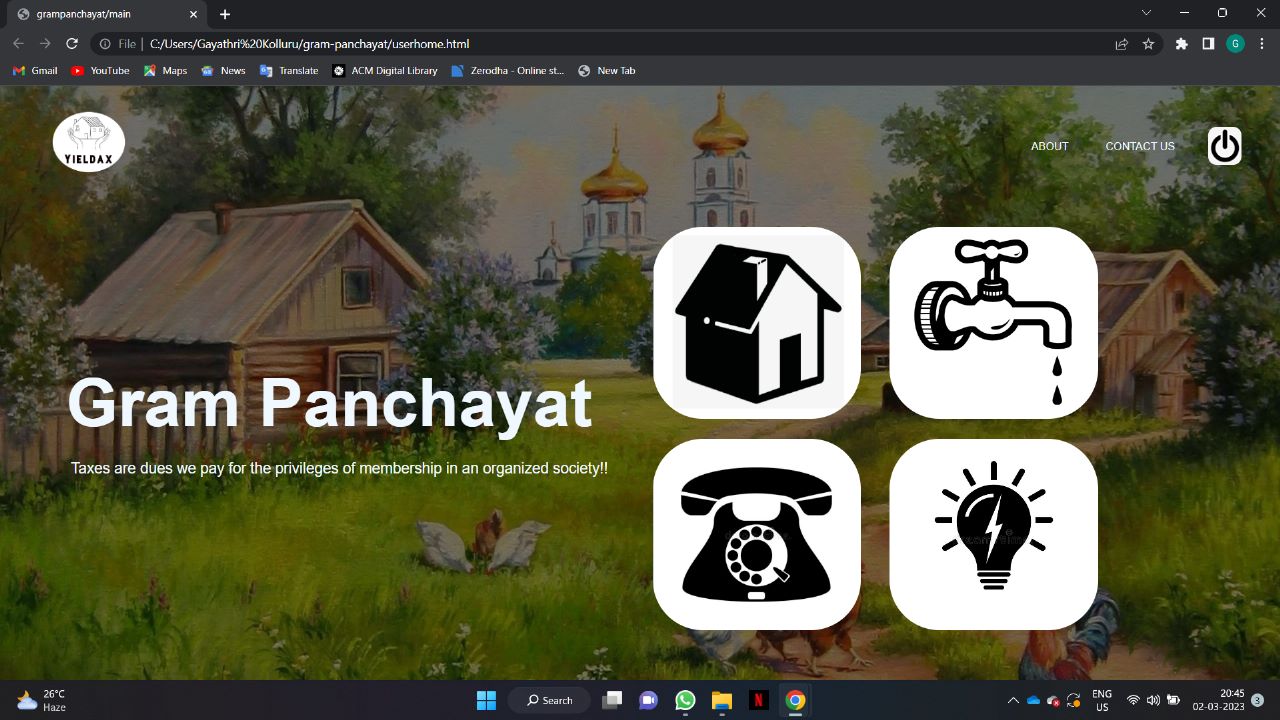 grampanchayat/main
File
C:/Users/Gayathri%20Kolluru/gram-panchayat/userhome.html
G
Gmail
YouTube
Maps
News
Translate
ACM Digital Library
Zerodha - Online st...
New Tab
YIELDAX
ABOUT
CONTACT US
Gram Panchayat
Taxes are dues we pay for the privileges of membership in an organized society!!
26°C
Haze
Search
N
ENG
US
20:45
02-03-2023
3